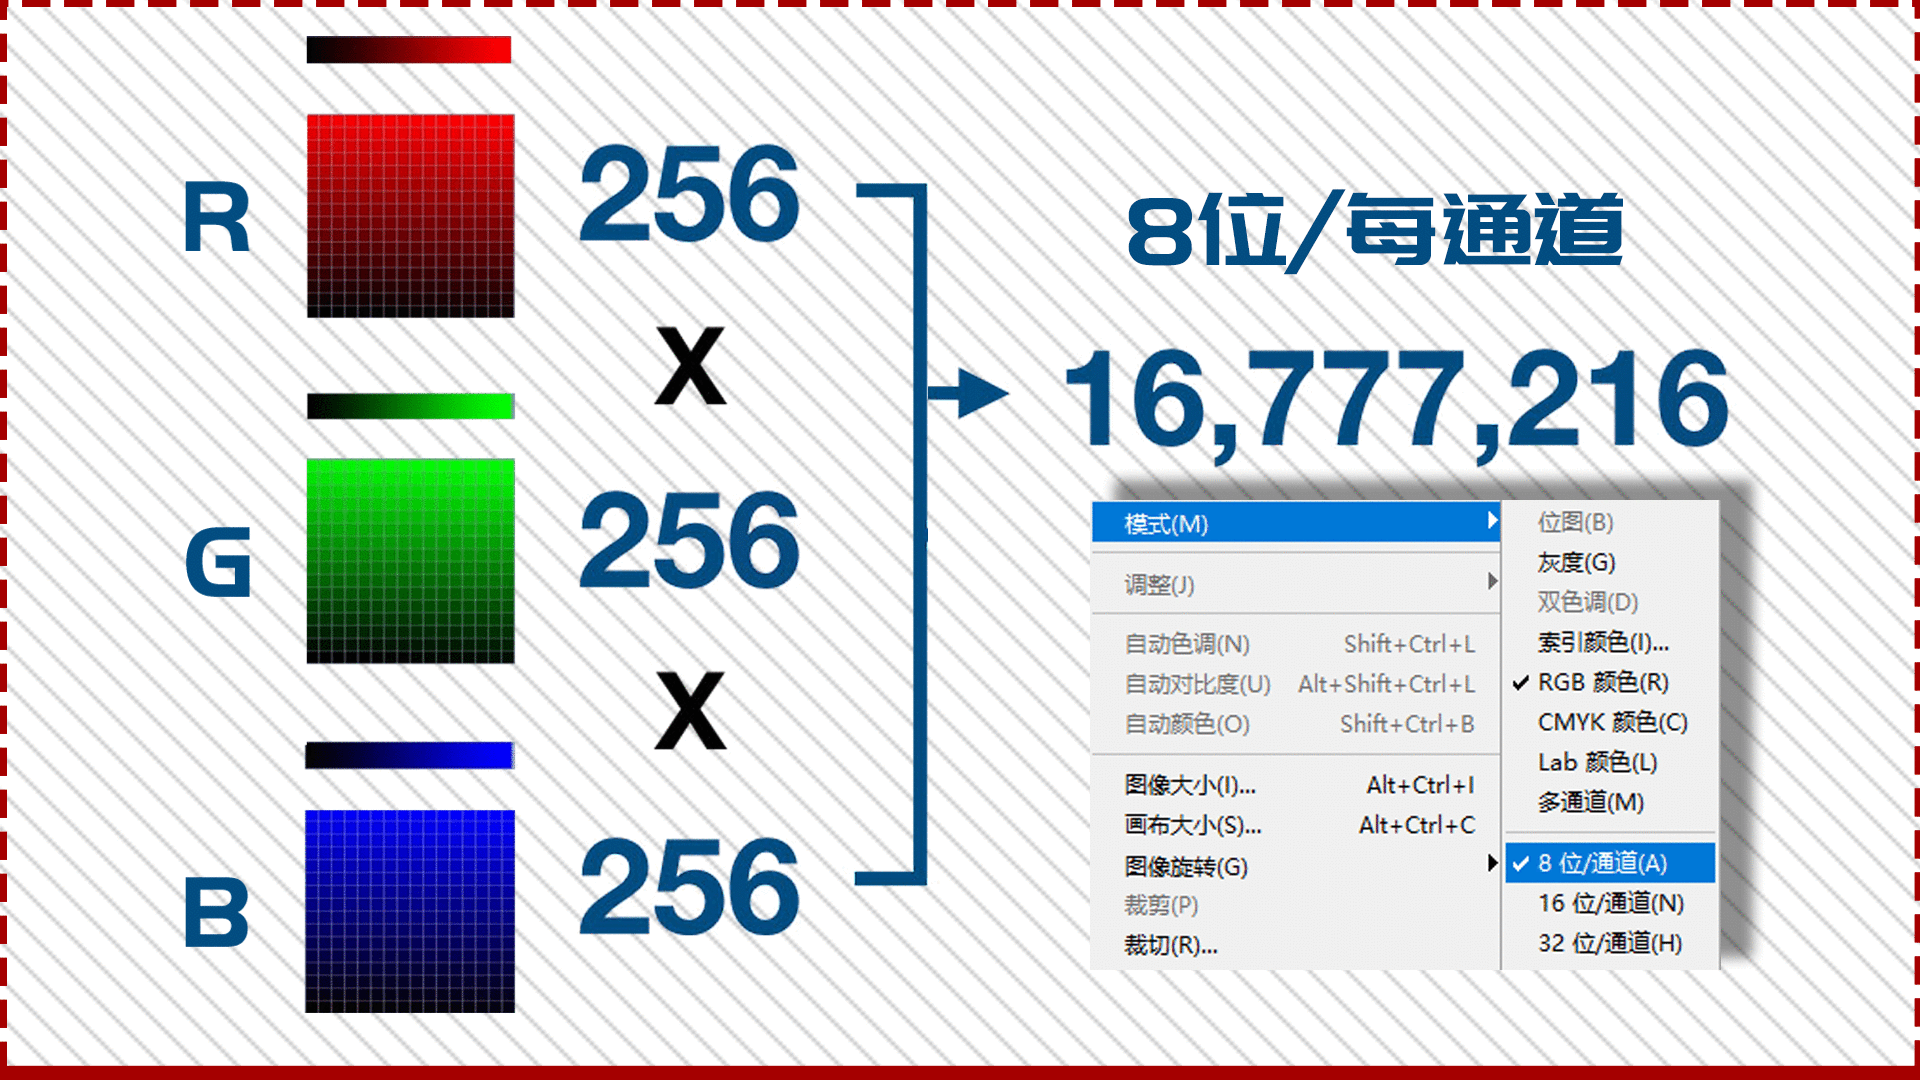 R
256
X
G
256
X
B
256
8位/每通道
16,777,216
模式(M)
调整(J)
自动色调(N) Shift+Ctrl+L
自动对比度(U) Alt+Shift+Ctrl+L
自动颜色(O) Shift+Ctrl+B
图像大小(I)... Alt+Ctrl+I
画布大小(S)... Alt+Ctrl+C
图像旋转(G)
裁剪(P)
裁切(R)...
位图(B)
灰度(G)
双色调(D)
索引颜色(I)...
RGB 颜色(R)
CMYK 颜色(C)
Lab 颜色(L)
多通道(M)
8 位/通道(A)
16 位/通道(N)
32 位/通道(H)